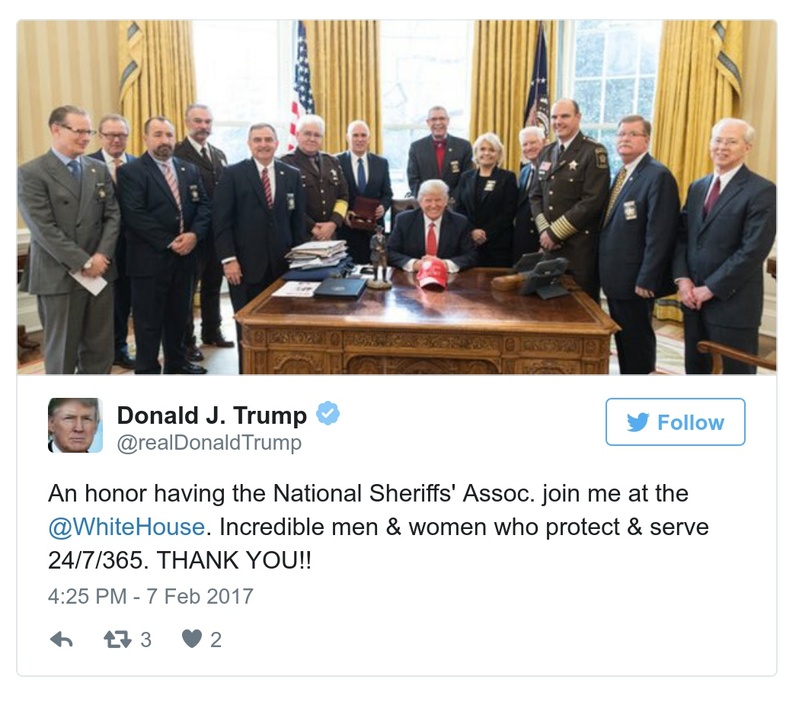 Donald J. Trump
@realDonaldTrump
Follow
An honor having the National Sheriffs' Assoc. join me at the
@WhiteHouse. Incredible men & women who protect & serve
24/7/365. THANK YOU!!
4:25 PM - 7 Feb 2017
3 2